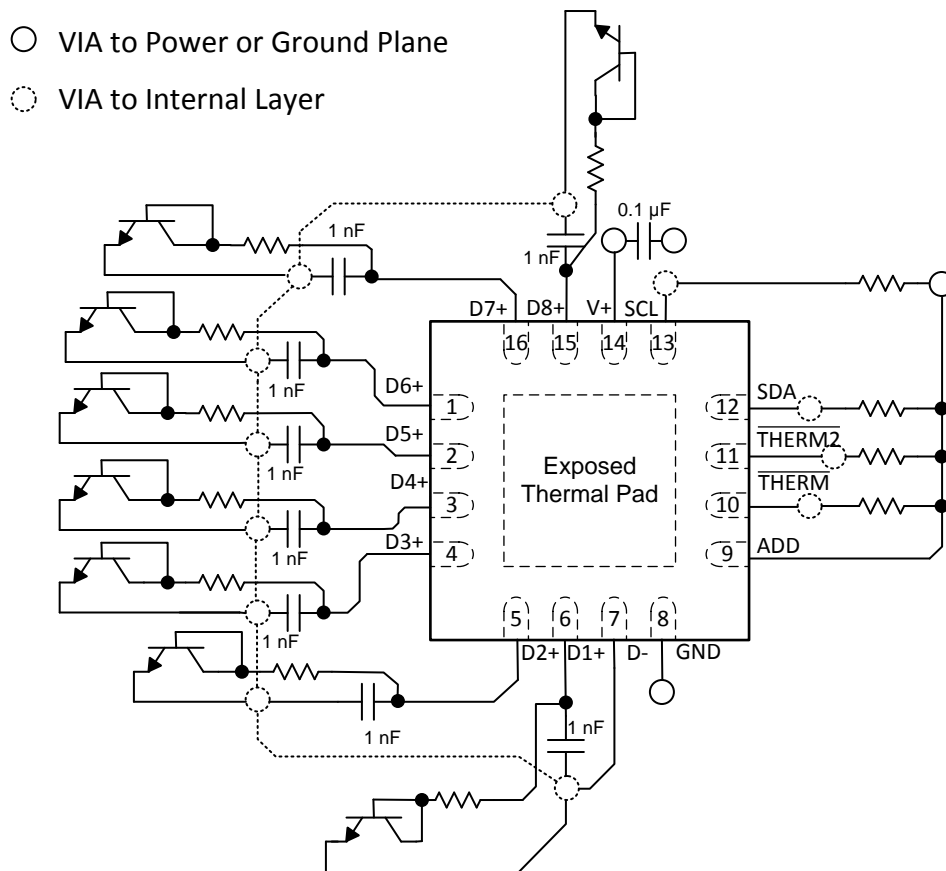 VIA to Power or Ground Plane
VIA to Internal Layer
0.1 µF
1 nF
1 nF
D7+
D8+
V+
SCL
16
15
14
13
D6+
1 nF
1
12
SDA
D5+
2
11
THERM2
1 nF
Exposed
Thermal Pad
D4+
3
10
THERM
D3+
1 nF
4
9
ADD
1 nF
5
6
7
8
D2+
D1+
D-
GND
1 nF
1 nF